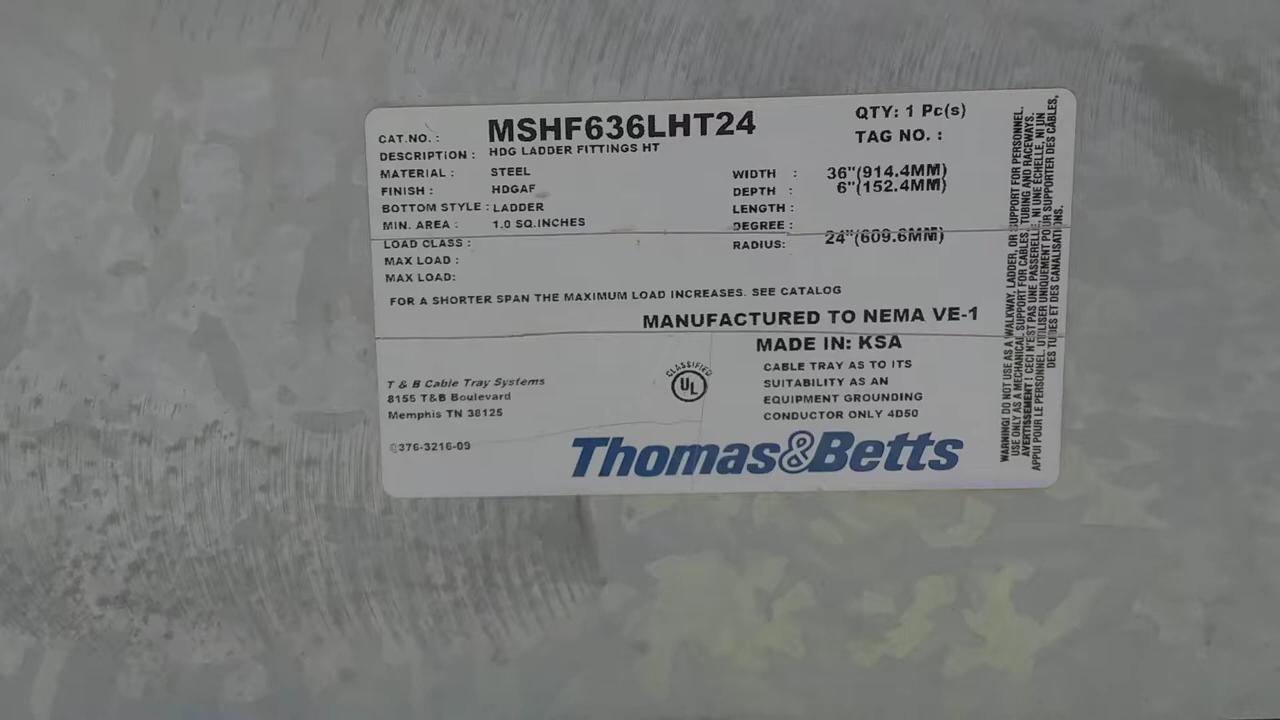 CAT.NO. : MSHF636LHT24 QTY: 1 Pc(s)
DESCRIPTION : HDG LADDER FITTINGS HT TAG NO. :
MATERIAL : STEEL WIDTH : 36"(914.4MM)
FINISH : HDGAF DEPTH : 6"(152.4MM)
BOTTOM STYLE : LADDER LENGTH :
MIN. AREA : 1.0 SQ.INCHES DEGREE :
LOAD CLASS : RADIUS: 24"(609.6MM)
MAX LOAD :
MAX LOAD:
FOR A SHORTER SPAN THE MAXIMUM LOAD INCREASES. SEE CATALOG
MANUFACTURED TO NEMA VE-1
MADE IN: KSA
CLASSIFIED
UL
CABLE TRAY AS TO ITS
SUITABILITY AS AN
EQUIPMENT GROUNDING
CONDUCTOR ONLY 4D50
T & B Cable Tray Systems
8155 T&B Boulevard
Memphis TN 38125
376-3216-09
Thomas&Betts
WARNING! DO NOT USE AS A WALKWAY, LADDER, OR SUPPORT FOR PERSONNEL.
USE ONLY AS A MECHANICAL SUPPORT FOR CABLES, TUBING AND RACEWAYS.
AVERTISSEMENT ! CECI N'EST PAS UNE PASSERELLE, NI UNE ÉCHELLE, NI UN
APPUI POUR LE PERSONNEL. UTILISER UNIQUEMENT POUR SUPPORTER DES CÂBLES,
DES TUBES ET DES CANALISATIONS.